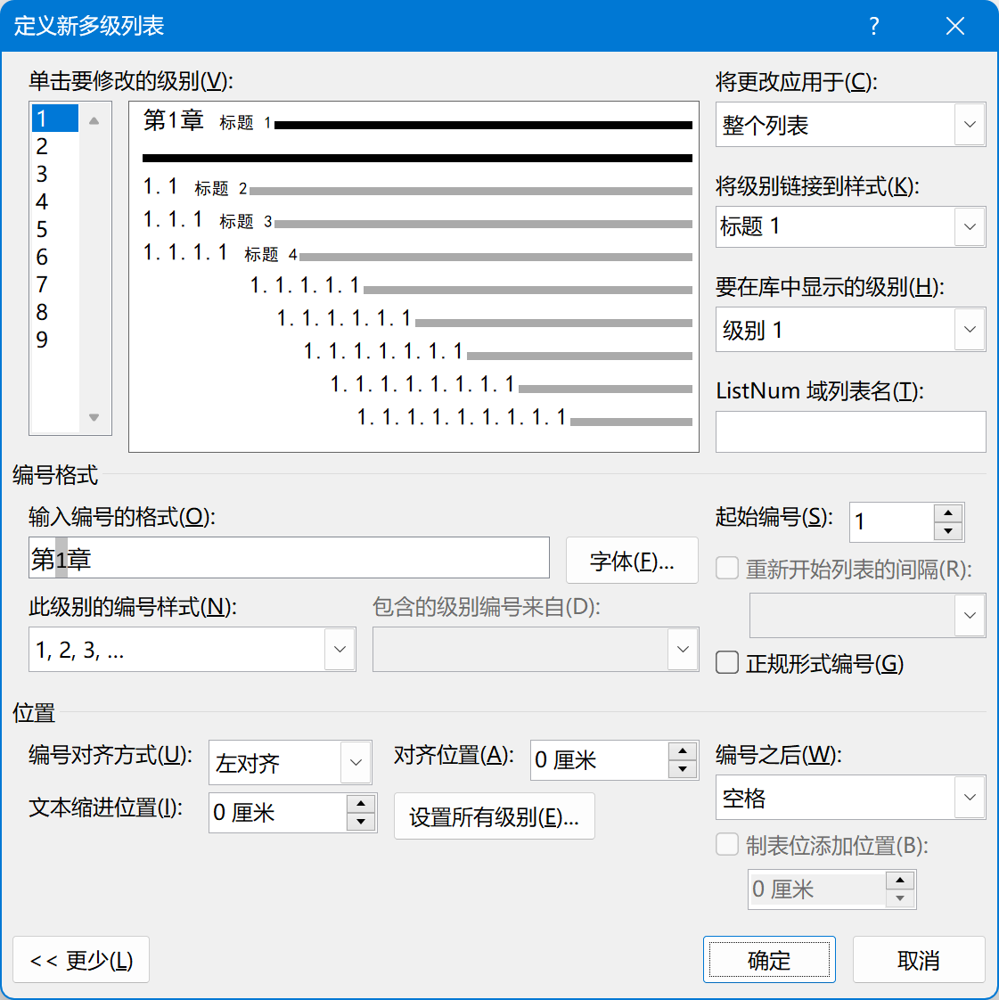 定义新多级列表
?
单击要修改的级别(V):
1
2
3
4
5
6
7
8
9
第1章 标题 1
1.1 标题 2
1.1.1 标题 3
1.1.1.1 标题 4
1.1.1.1.1
1.1.1.1.1.1
1.1.1.1.1.1.1
1.1.1.1.1.1.1.1
1.1.1.1.1.1.1.1.1
将更改应用于(C):
整个列表
将级别链接到样式(K):
标题 1
要在库中显示的级别(H):
级别 1
ListNum 域列表名(T):
编号格式
输入编号的格式(O):
第1章
字体(F)...
起始编号(S):
1
重新开始列表的间隔(R):
此级别的编号样式(N):
1, 2, 3, ...
包含的级别编号来自(D):
正规形式编号(G)
位置
编号对齐方式(U):
左对齐
对齐位置(A):
0 厘米
编号之后(W):
空格
文本缩进位置(I):
0 厘米
设置所有级别(E)...
制表位添加位置(B):
0 厘米
<< 更少(L)
确定
取消